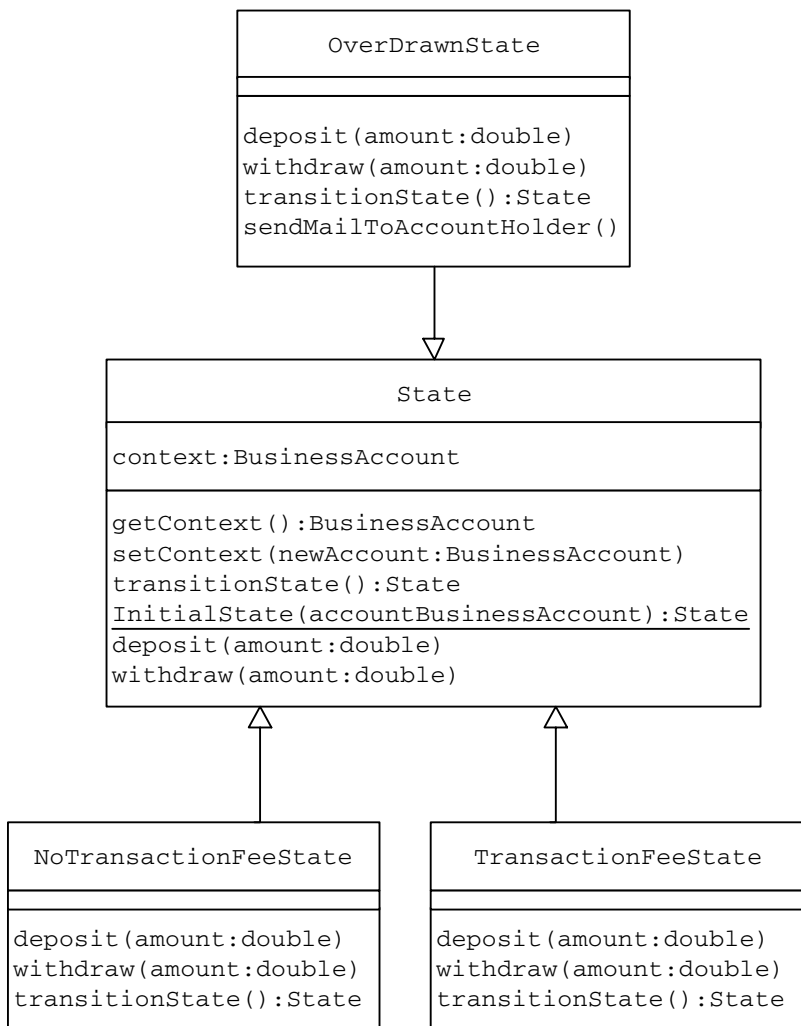 OverDrawnState
deposit(amount:double)
withdraw(amount:double)
transitionState():State
sendMailToAccountHolder()
State
context:BusinessAccount
getContext():BusinessAccount
setContext(newAccount:BusinessAccount)
transitionState():State
InitialState(accountBusinessAccount):State
deposit(amount:double)
withdraw(amount:double)
NoTransactionFeeState
deposit(amount:double)
withdraw(amount:double)
transitionState():State
TransactionFeeState
deposit(amount:double)
withdraw(amount:double)
transitionState():State